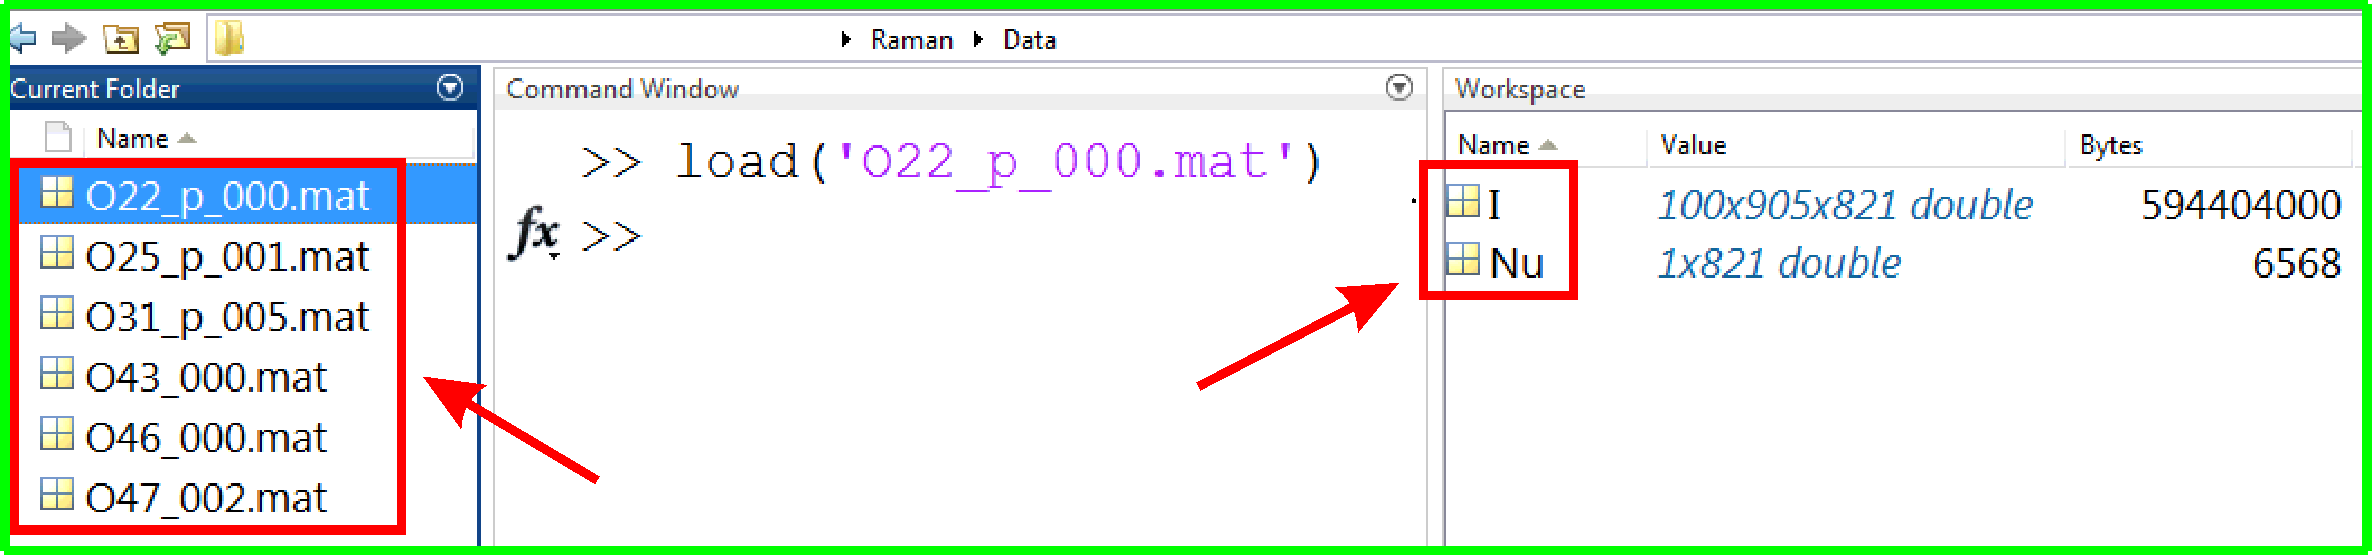 Raman Data
Current Folder
Name
O22_p_000.mat
O25_p_001.mat
O31_p_005.mat
O43_000.mat
O46_000.mat
O47_002.mat
Command Window
>> load('O22_p_000.mat')
fx >>
Workspace
Name Value Bytes
I 100x905x821 double 594404000
Nu 1x821 double 6568